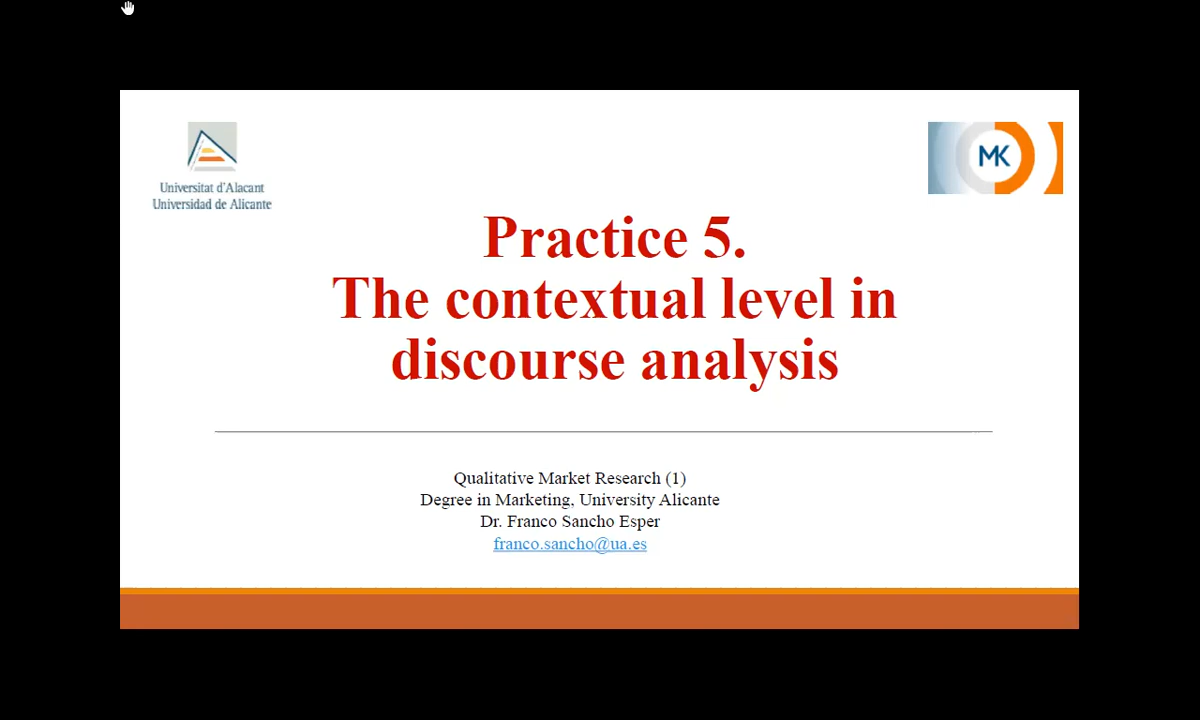 Universitat d'Alacant
Universidad de Alicante
MK
Practice 5.
The contextual level in
discourse analysis
Qualitative Market Research (1)
Degree in Marketing, University Alicante
Dr. Franco Sancho Esper
franco.sancho@ua.es